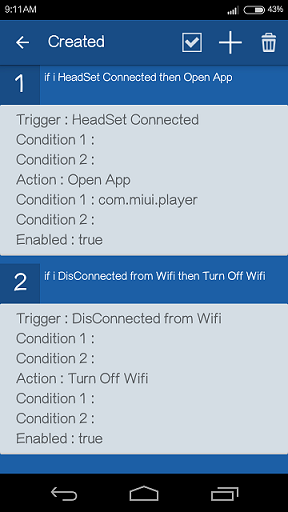 9:11AM 43%
Created
1 if i HeadSet Connected then Open App
Trigger : HeadSet Connected
Condition 1 :
Condition 2 :
Action : Open App
Condition 1 : com.miui.player
Condition 2 :
Enabled : true
2 if i DisConnected from Wifi then Turn Off Wifi
Trigger : DisConnected from Wifi
Condition 1 :
Condition 2 :
Action : Turn Off Wifi
Condition 1 :
Condition 2 :
Enabled : true